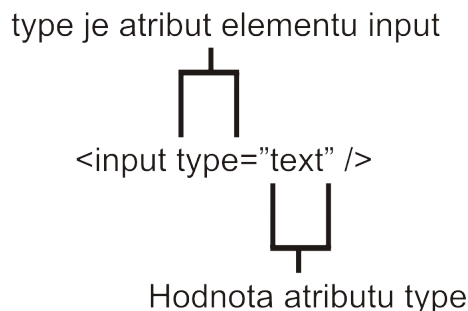 type je atribut elementu input
<input type=”text” />
Hodnota atributu type